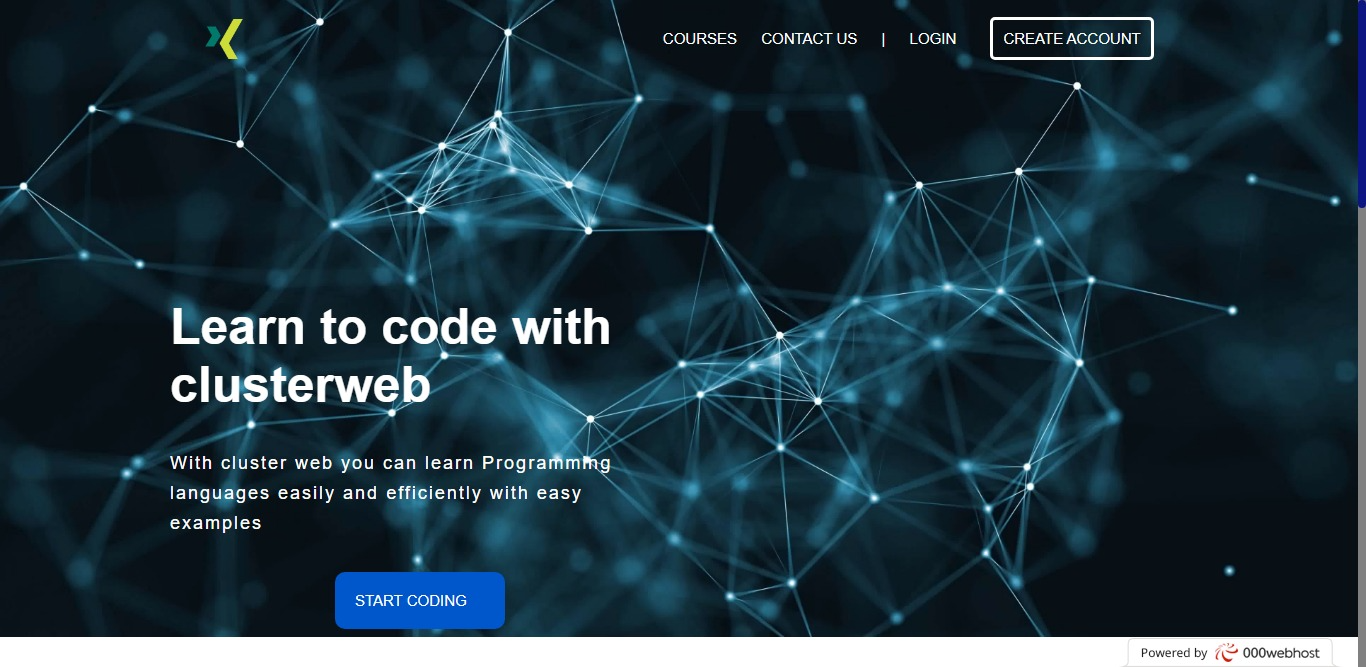 COURSES CONTACT US | LOGIN CREATE ACCOUNT
Learn to code with
clusterweb
With cluster web you can learn Programming
languages easily and efficiently with easy
examples
START CODING
Powered by 000webhost